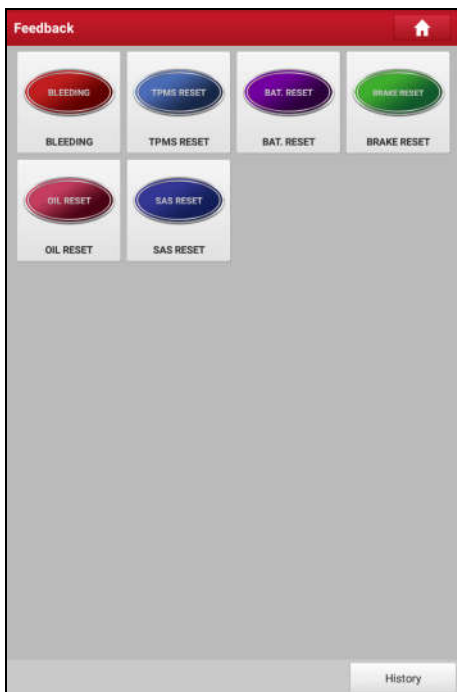 Feedback
BLEEDING
TPMS RESET
BAT. RESET
BRAKE RESET
BLEEDING
TPMS RESET
BAT. RESET
BRAKE RESET
OIL RESET
SAS RESET
OIL RESET
SAS RESET
History